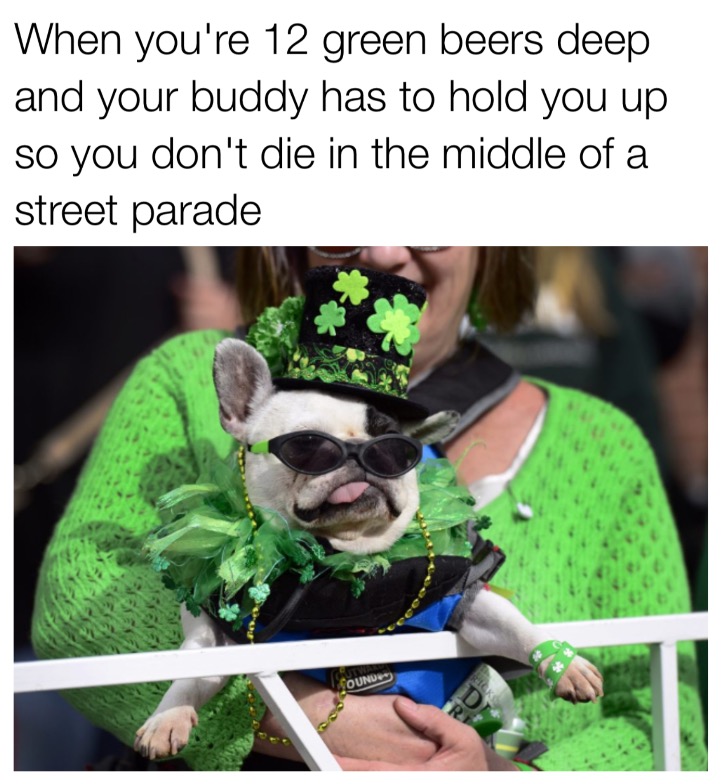 When you're 12 green beers deep
and your buddy has to hold you up
so you don't die in the middle of a
street parade
OUND